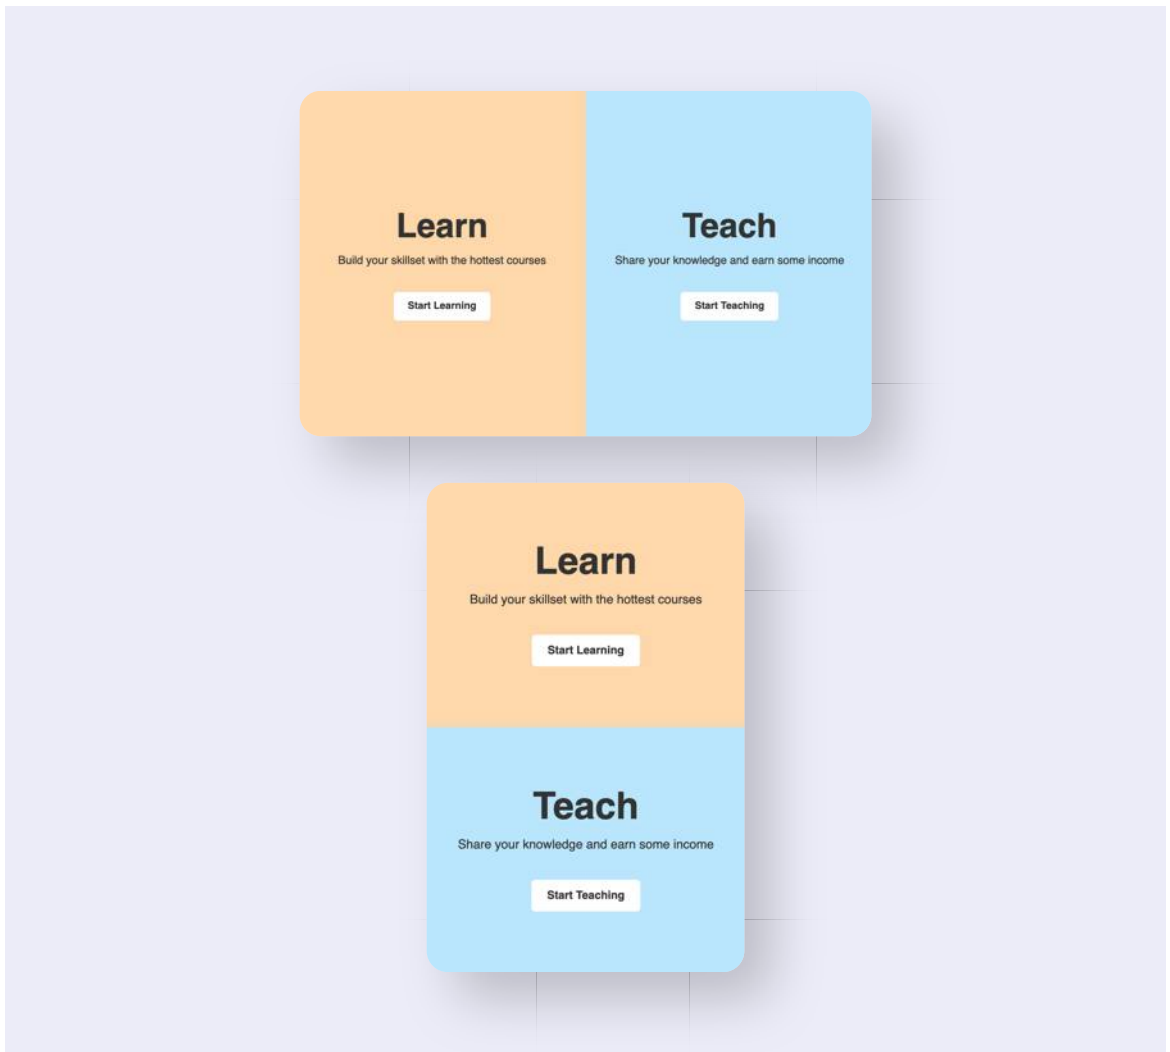 Learn
Build your skillset with the hottest courses
Start Learning
Teach
Share your knowledge and earn some income
Start Teaching
Learn
Build your skillset with the hottest courses
Start Learning
Teach
Share your knowledge and earn some income
Start Teaching